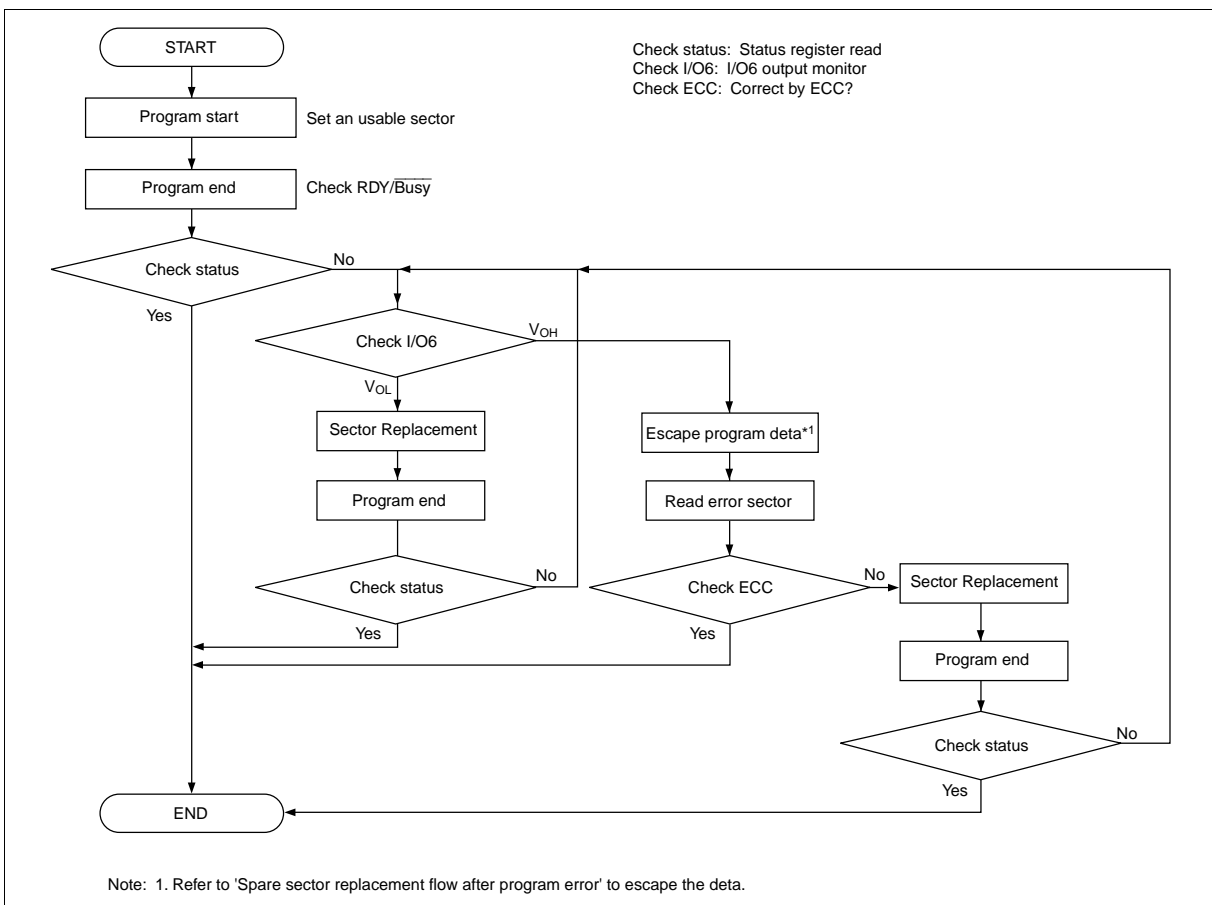 START
Check status: Status register read
Check I/O6: I/O6 output monitor
Check ECC: Correct by ECC?
Program start
Set an usable sector
Program end
Check RDY/Busy
Check status
No
Yes
Check I/O6
VOH
VOL
Sector Replacement
Escape program deta*1
Program end
Read error sector
Check status
No
Yes
Check ECC
No
Yes
Sector Replacement
Program end
Check status
No
Yes
END
Note: 1. Refer to 'Spare sector replacement flow after program error' to escape the deta.